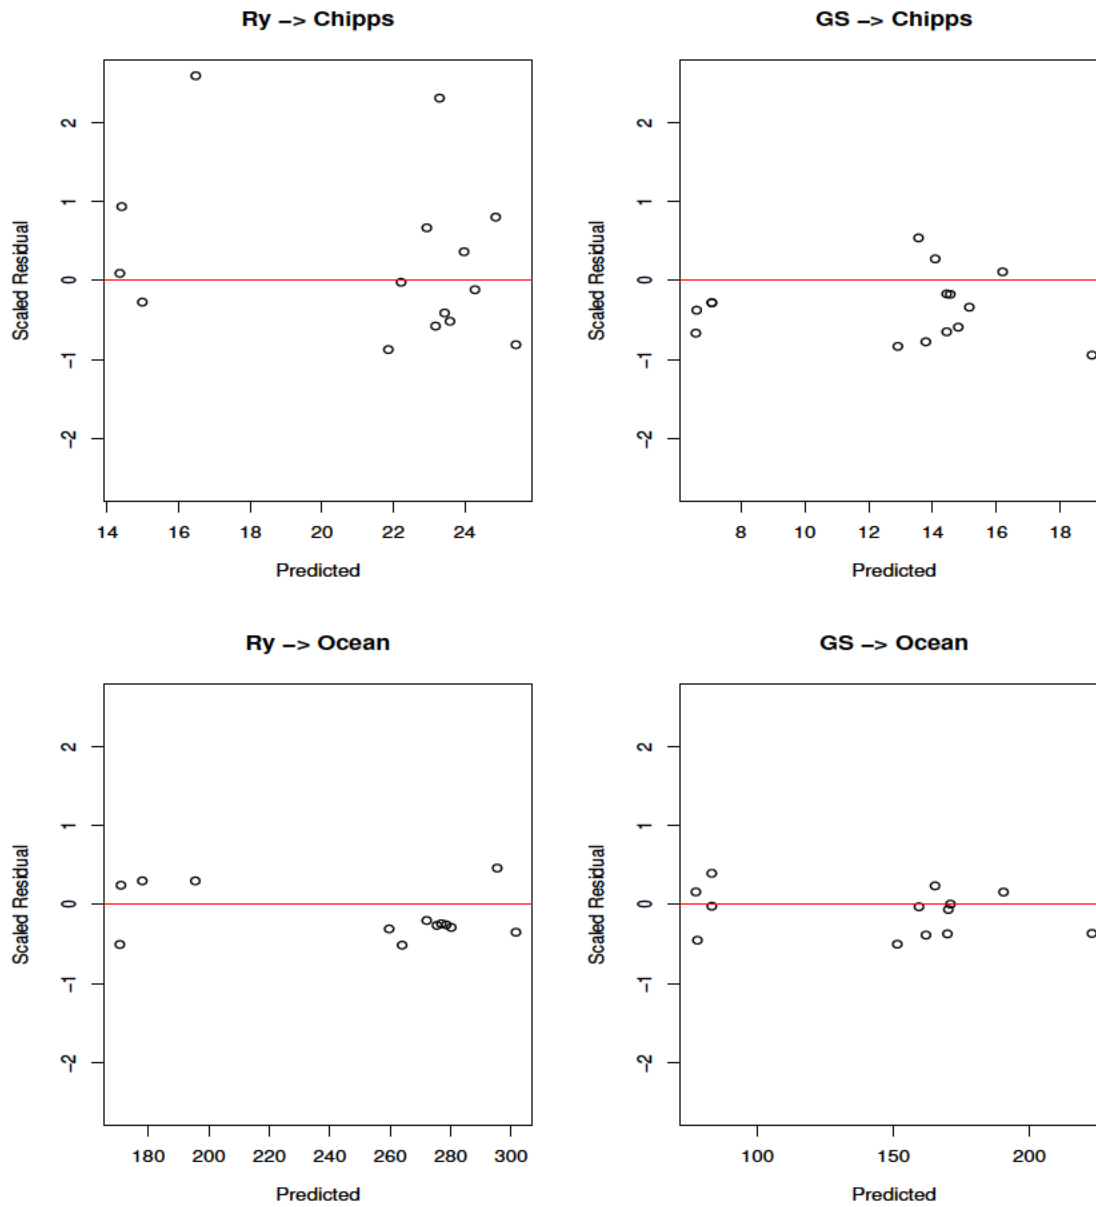 Ry –> Chipps
Scaled Residual
2
1
0
–1
–2
14 16 18 20 22 24
Predicted
GS –> Chipps
Scaled Residual
2
1
0
–1
–2
8 10 12 14 16 18
Predicted
Ry –> Ocean
Scaled Residual
2
1
0
–1
–2
180 200 220 240 260 280 300
Predicted
GS –> Ocean
Scaled Residual
2
1
0
–1
–2
100 150 200
Predicted